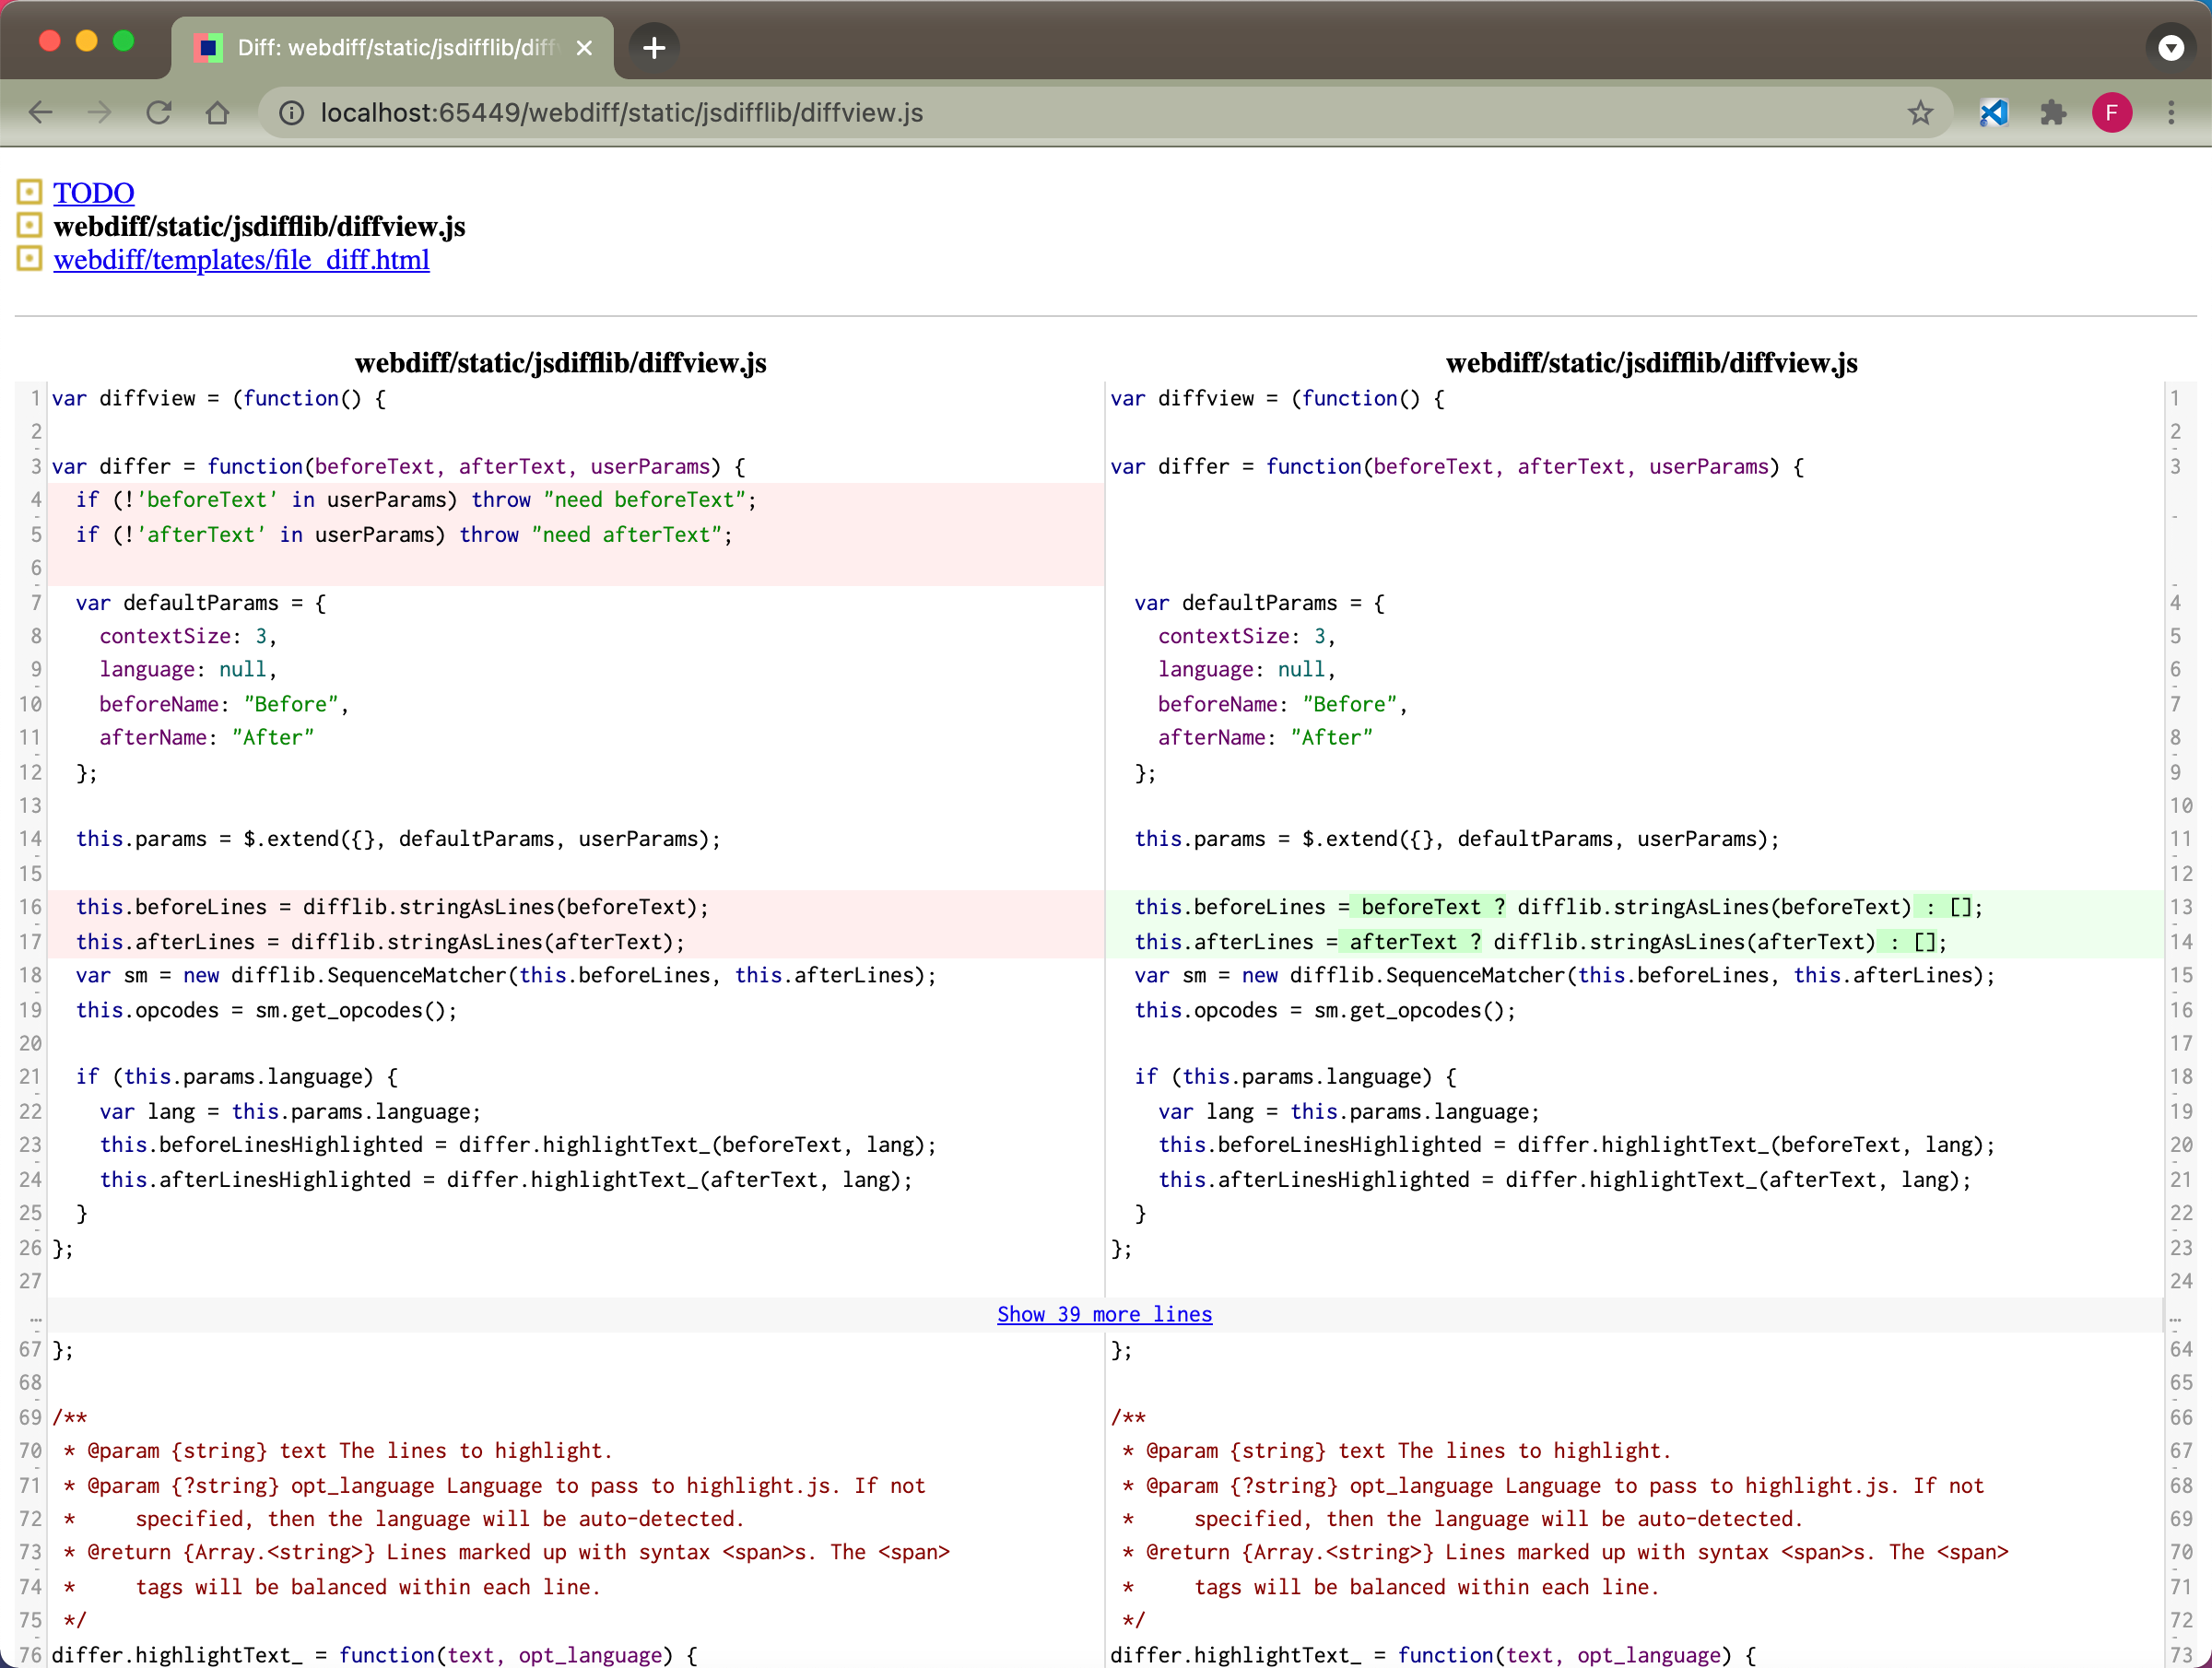 Diff: webdiff/static/jsdifflib/diff
localhost:65449/webdiff/static/jsdifflib/diffview.js
F
TODO
webdiff/static/jsdifflib/diffview.js
webdiff/templates/file_diff.html
webdiff/static/jsdifflib/diffview.js
1 var diffview = (function() {
2
3 var differ = function(beforeText, afterText, userParams) {
4   if (!'beforeText' in userParams) throw "need beforeText";
5   if (!'afterText' in userParams) throw "need afterText";
6
7   var defaultParams = {
8     contextSize: 3,
9     language: null,
10     beforeName: "Before",
11     afterName: "After"
12   };
13
14   this.params = $.extend({}, defaultParams, userParams);
15
16   this.beforeLines = difflib.stringAsLines(beforeText);
17   this.afterLines = difflib.stringAsLines(afterText);
18   var sm = new difflib.SequenceMatcher(this.beforeLines, this.afterLines);
19   this.opcodes = sm.get_opcodes();
20
21   if (this.params.language) {
22     var lang = this.params.language;
23     this.beforeLinesHighlighted = differ.highlightText_(beforeText, lang);
24     this.afterLinesHighlighted = differ.highlightText_(afterText, lang);
25   }
26 };
27
… Show 39 more lines …
67 };
68
69 /**
70  * @param {string} text The lines to highlight.
71  * @param {?string} opt_language Language to pass to highlight.js. If not
72  *     specified, then the language will be auto-detected.
73  * @return {Array.<string>} Lines marked up with syntax <span>s. The <span>
74  *     tags will be balanced within each line.
75  */
76 differ.highlightText_ = function(text, opt_language) {
webdiff/static/jsdifflib/diffview.js
var diffview = (function() { 1
2
var differ = function(beforeText, afterText, userParams) { 3
  var defaultParams = { 4
    contextSize: 3, 5
    language: null, 6
    beforeName: "Before", 7
    afterName: "After" 8
  }; 9
10
  this.params = $.extend({}, defaultParams, userParams); 11
12
  this.beforeLines = beforeText ? difflib.stringAsLines(beforeText) : []; 13
  this.afterLines = afterText ? difflib.stringAsLines(afterText) : []; 14
  var sm = new difflib.SequenceMatcher(this.beforeLines, this.afterLines); 15
  this.opcodes = sm.get_opcodes(); 16
17
  if (this.params.language) { 18
    var lang = this.params.language; 19
    this.beforeLinesHighlighted = differ.highlightText_(beforeText, lang); 20
    this.afterLinesHighlighted = differ.highlightText_(afterText, lang); 21
  } 22
}; 23
24
}; 64
65
/** 66
 * @param {string} text The lines to highlight. 67
 * @param {?string} opt_language Language to pass to highlight.js. If not 68
 *     specified, then the language will be auto-detected. 69
 * @return {Array.<string>} Lines marked up with syntax <span>s. The <span> 70
 *     tags will be balanced within each line. 71
 */ 72
differ.highlightText_ = function(text, opt_language) { 73